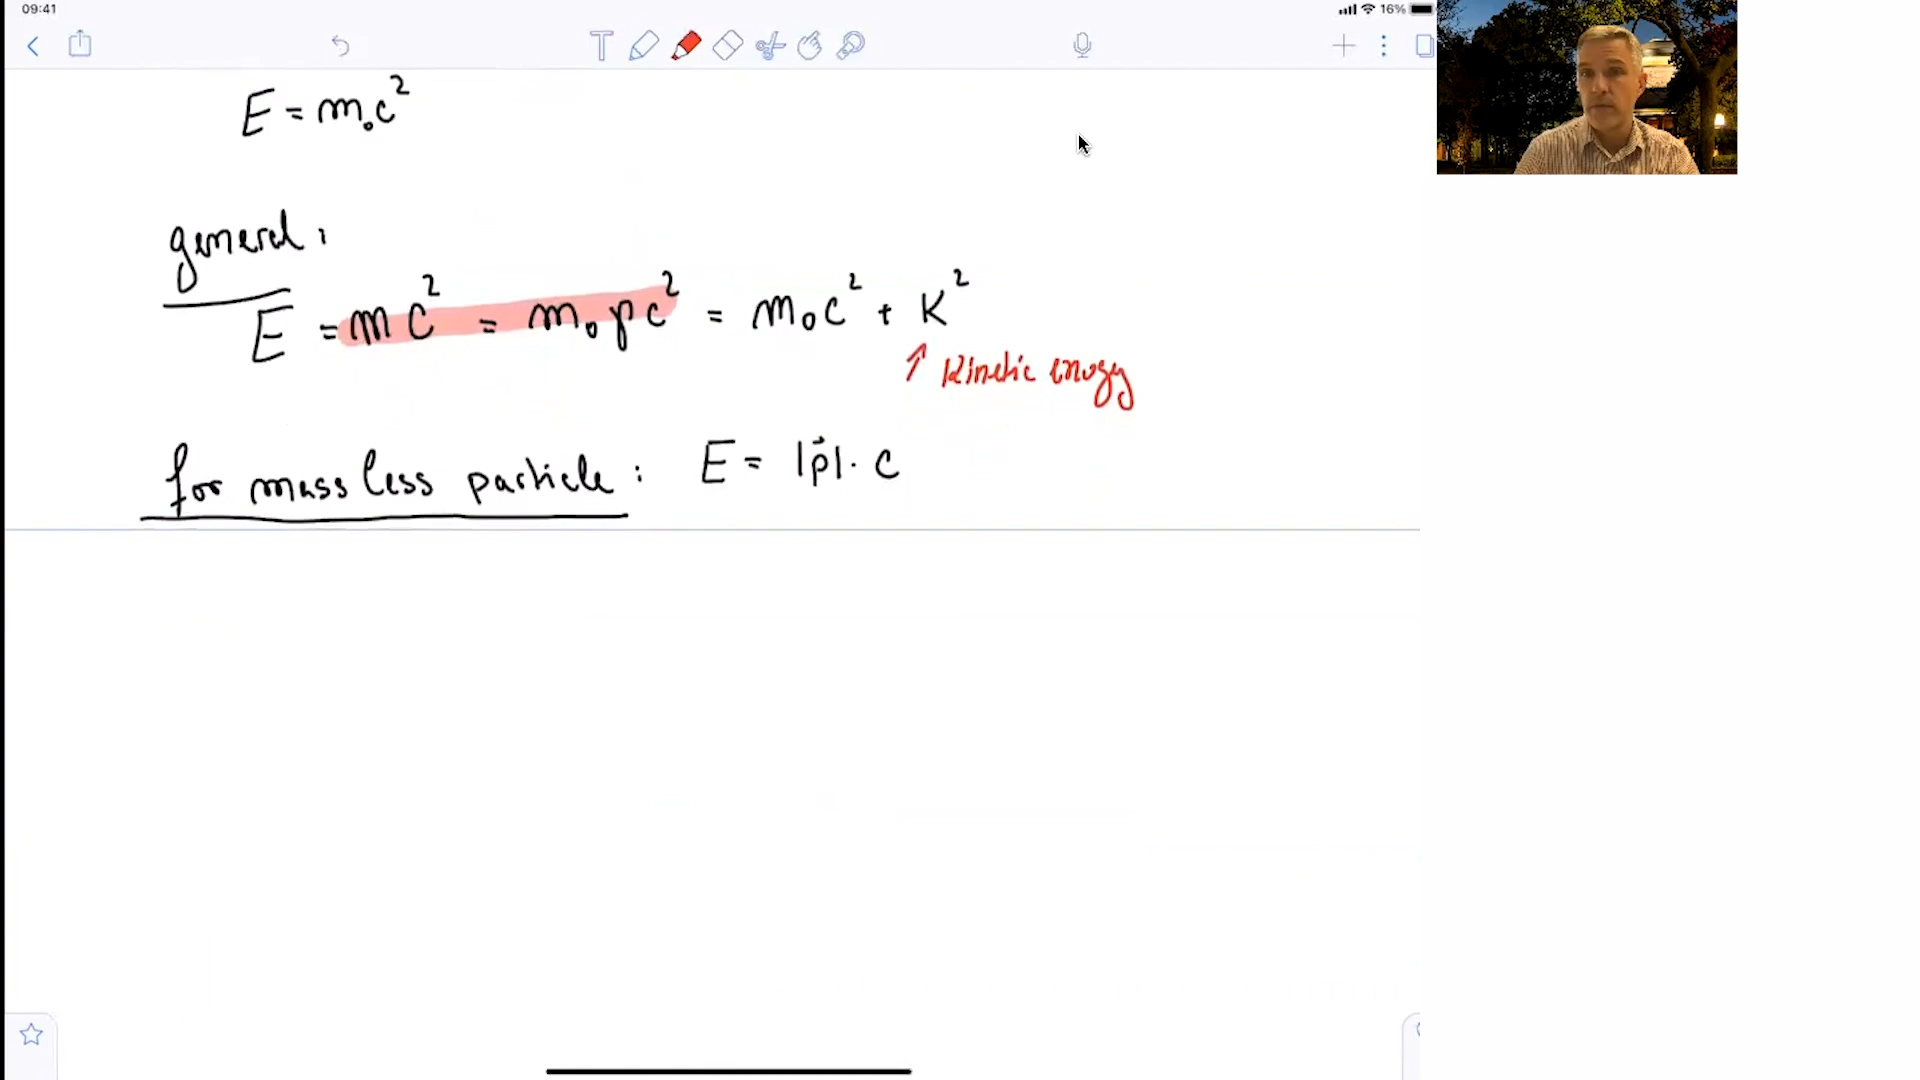 09:41
16%
E = m₀c²
general:
E = mc² = m₀γc² = m₀c² + K²
↑ Kinetic energy
for massless particle: E = |p⃗| · c